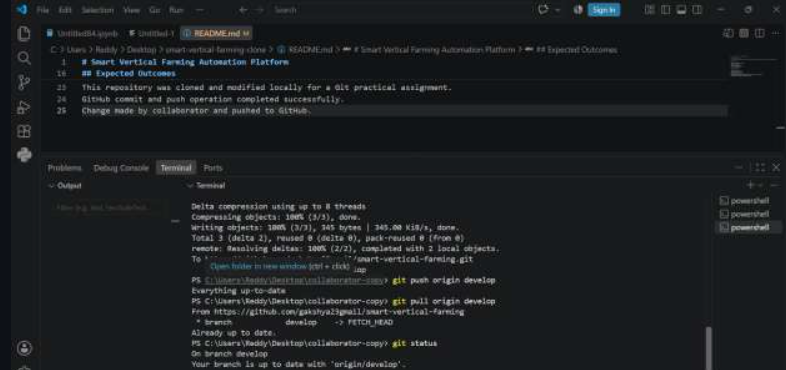 File Edit Selection View Go Run
Search
Sign In
Untitled64.ipynb Untitled-1 README.md M
C: > Users > Reddy > Desktop > smart-vertical-farming-clone > README.md > # Smart Vertical Farming Automation Platform > ## Expected Outcomes
1 # Smart Vertical Farming Automation Platform
16 ## Expected Outcomes
23 This repository was cloned and modified locally for a Git practical assignment.
24 GitHub commit and push operation completed successfully.
25 Change made by collaborator and pushed to GitHub.
Problems Debug Console Terminal Ports
Output
Terminal
powershell
powershell
powershell
Delta compression using up to 8 threads
Compressing objects: 100% (3/3), done.
Writing objects: 100% (3/3), 345 bytes | 345.00 KiB/s, done.
Total 3 (delta 2), reused 0 (delta 0), pack-reused 0 (from 0)
remote: Resolving deltas: 100% (2/2), completed with 2 local objects.
To /smart-vertical-farming.git
Open folder in new window (ctrl + click)
PS C:\Users\Reddy\Desktop\collaborator-copy> git push origin develop
Everything up-to-date
PS C:\Users\Reddy\Desktop\collaborator-copy> git pull origin develop
From https://github.com/gakshya23gmail/smart-vertical-farming
* branch develop -> FETCH_HEAD
Already up to date.
PS C:\Users\Reddy\Desktop\collaborator-copy> git status
On branch develop
Your branch is up to date with 'origin/develop'.